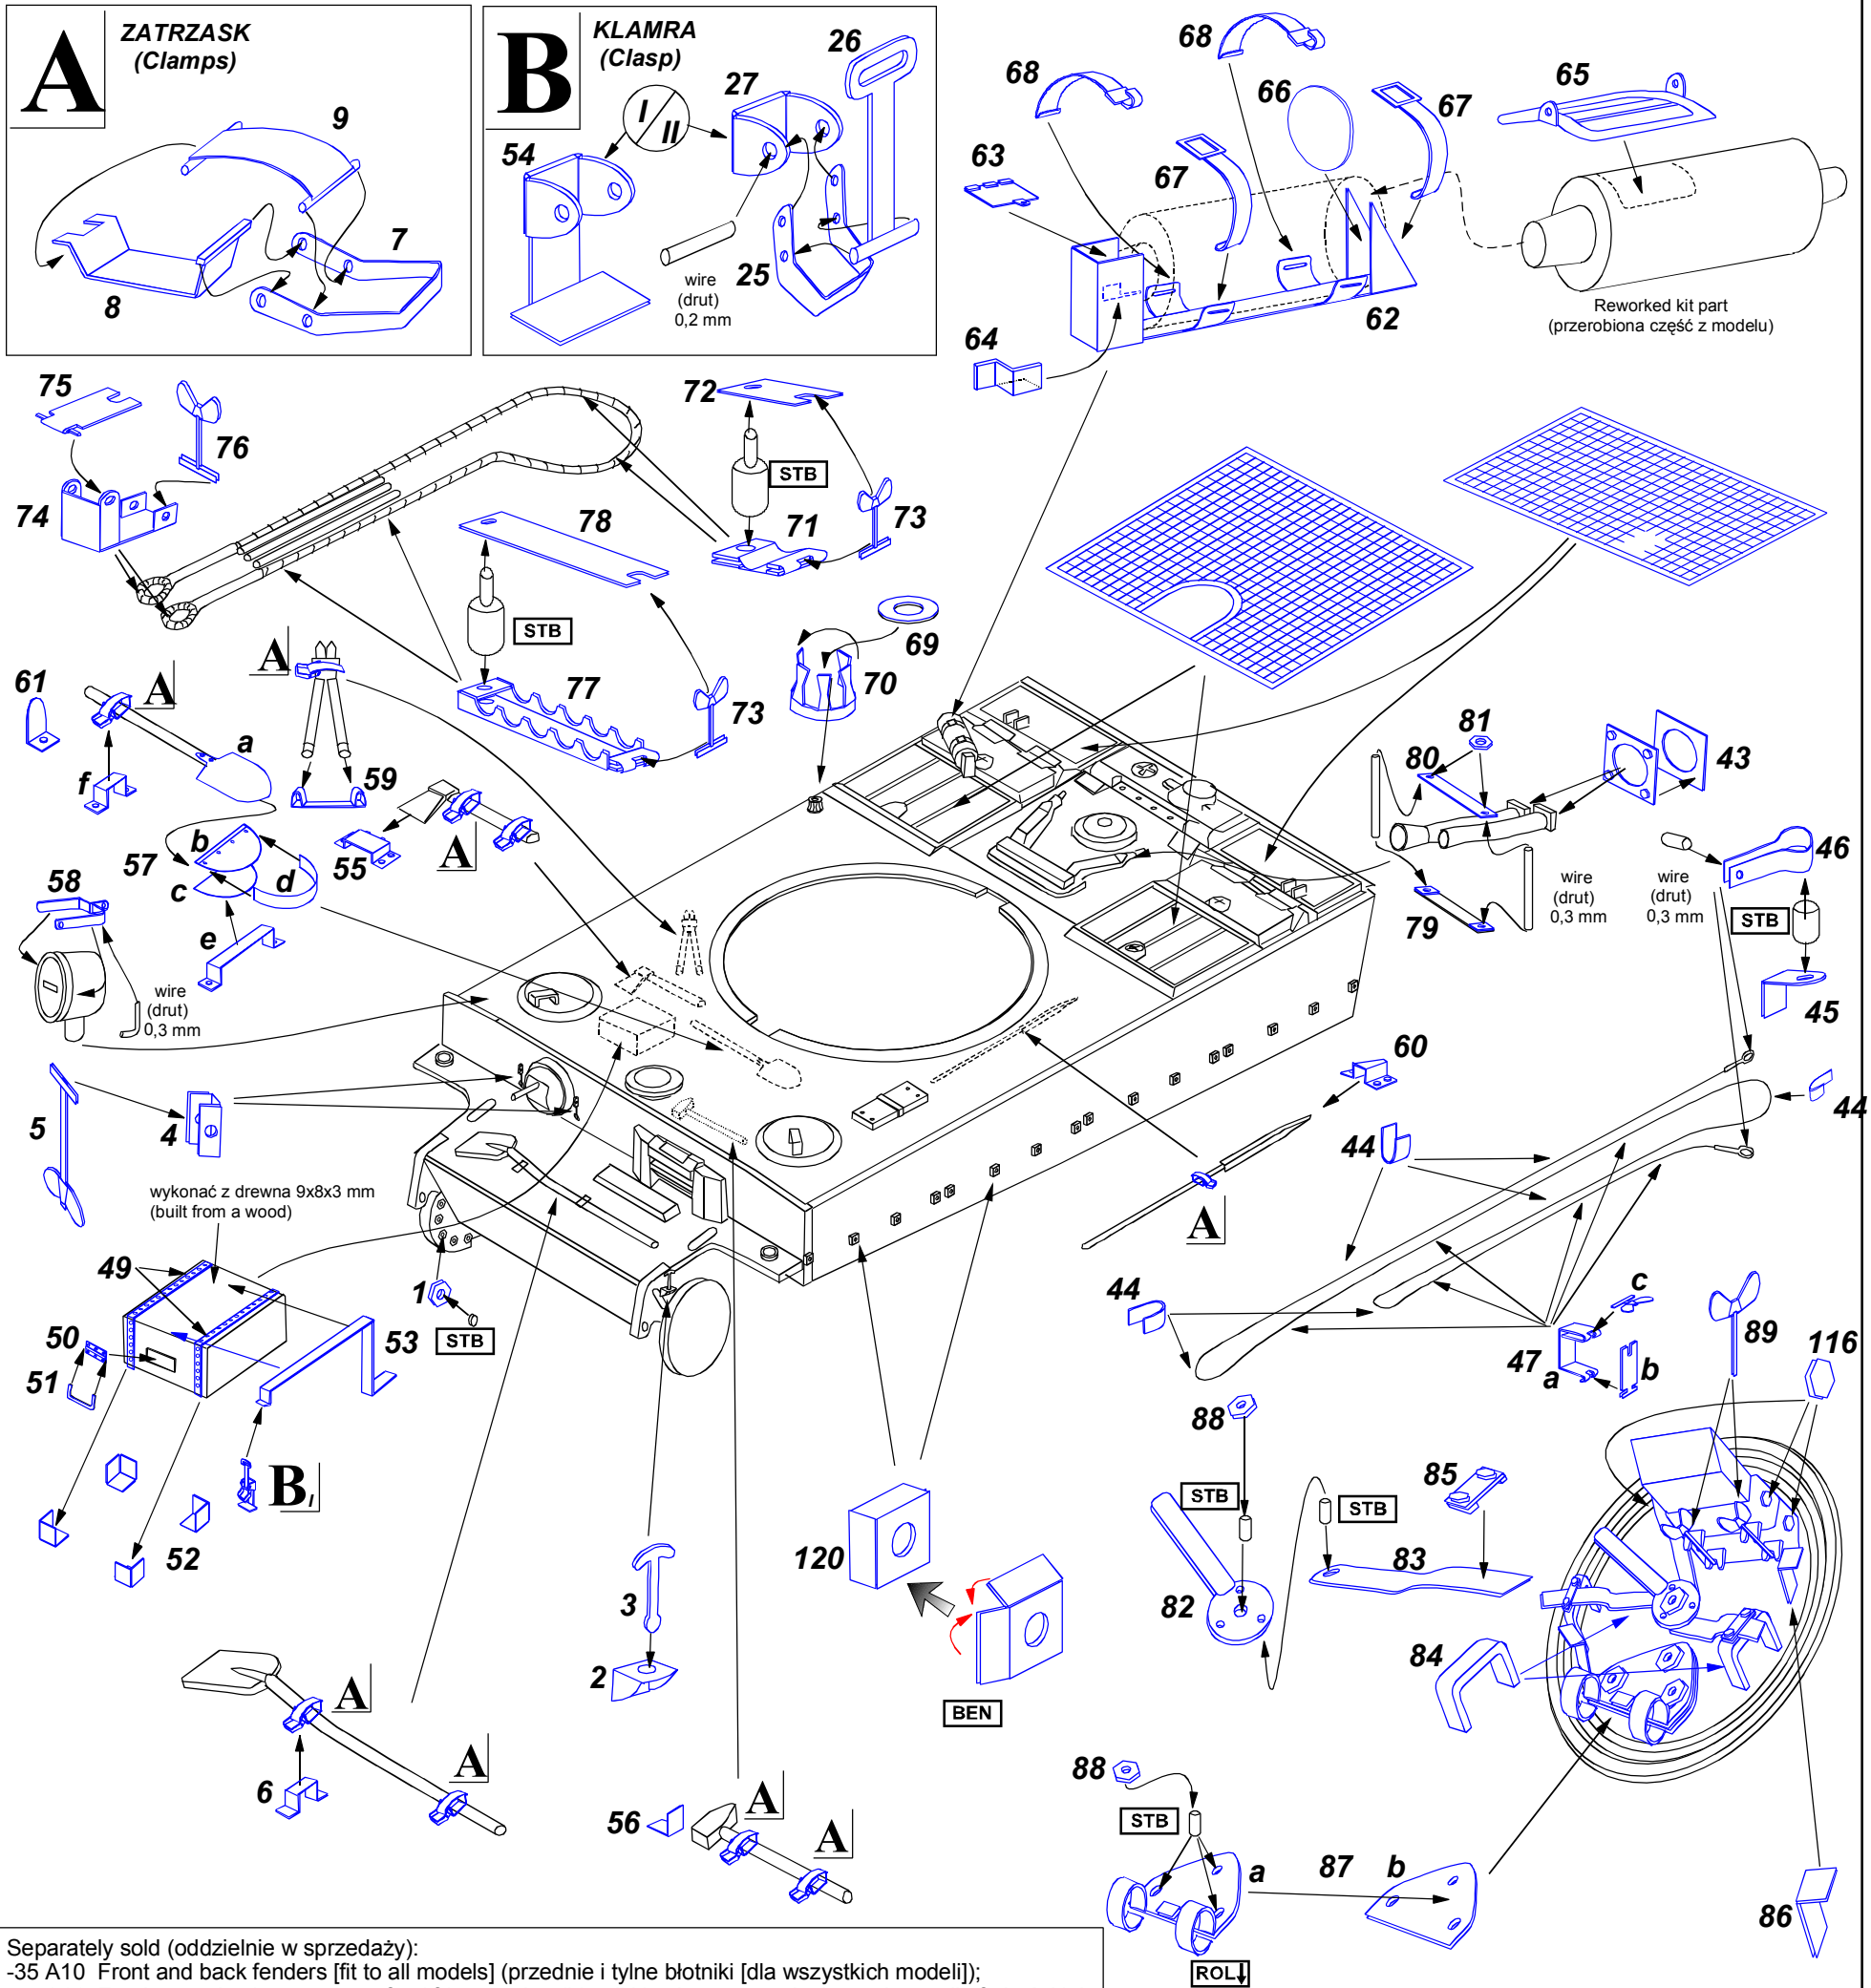 A
ZATRZASK
(Clamps)
9
7
8
B
KLAMRA
(Clasp)
26
27
I
II
54
25
wire
(drut)
0,2 mm
68
68
66
65
67
67
63
62
64
Reworked kit part
(przerobiona część z modelu)
75
76
74
72
STB
73
71
78
STB
77
73
69
70
61
A
A
a
f
59
b
57
c
d
55
A
58
e
wire
(drut)
0,3 mm
81
80
43
46
wire
(drut)
0,3 mm
wire
(drut)
0,3 mm
STB
79
45
60
44
44
5
4
A
wykonać z drewna 9x8x3 mm
(built from a wood)
49
1
STB
50
53
51
44
c
89
116
47
a
b
88
B
I
52
STB
85
STB
120
83
3
82
84
2
A
BEN
A
6
88
A
56
A
STB
a
87
b
86
ROL
Separately sold (oddzielnie w sprzedaży):
-35 A10 Front and back fenders [fit to all models] (przednie i tylne błotniki [dla wszystkich modeli]);